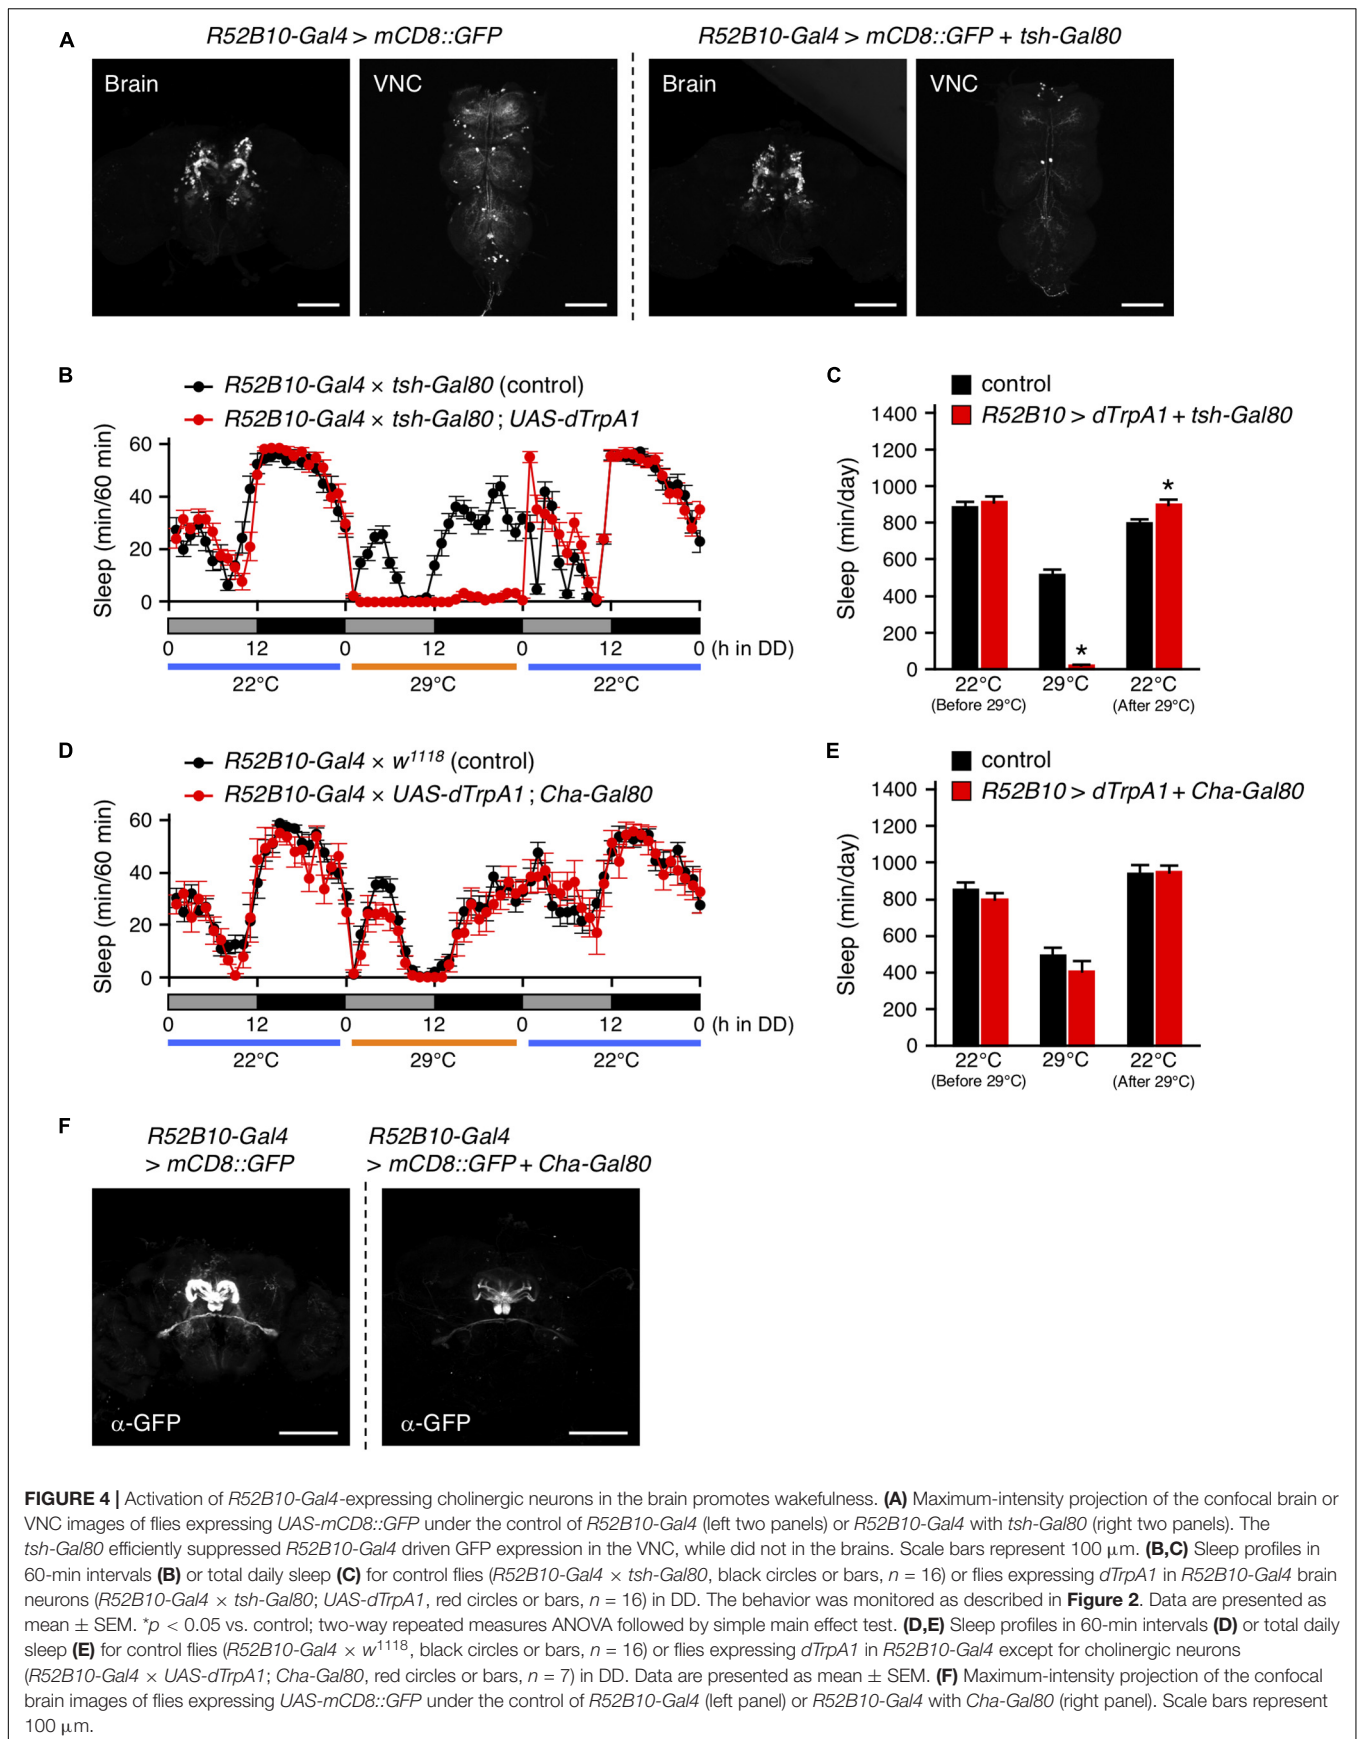 A
R52B10-Gal4 > mCD8::GFP
R52B10-Gal4 > mCD8::GFP + tsh-Gal80
Brain
VNC
Brain
VNC
B
R52B10-Gal4 × tsh-Gal80 (control)
R52B10-Gal4 × tsh-Gal80 ; UAS-dTrpA1
Sleep (min/60 min)
60
40
20
0
0 12 0 12 0 12 0 (h in DD)
22°C 29°C 22°C
C
control
R52B10 > dTrpA1 + tsh-Gal80
Sleep (min/day)
1400
1200
1000
800
600
400
200
0
*
*
22°C 29°C 22°C
(Before 29°C) (After 29°C)
D
R52B10-Gal4 × w1118 (control)
R52B10-Gal4 × UAS-dTrpA1 ; Cha-Gal80
Sleep (min/60 min)
60
40
20
0
0 12 0 12 0 12 0 (h in DD)
22°C 29°C 22°C
E
control
R52B10 > dTrpA1 + Cha-Gal80
Sleep (min/day)
1400
1200
1000
800
600
400
200
0
22°C 29°C 22°C
(Before 29°C) (After 29°C)
F
R52B10-Gal4
> mCD8::GFP
R52B10-Gal4
> mCD8::GFP + Cha-Gal80
α-GFP
α-GFP
FIGURE 4 | Activation of R52B10-Gal4-expressing cholinergic neurons in the brain promotes wakefulness. (A) Maximum-intensity projection of the confocal brain or
VNC images of flies expressing UAS-mCD8::GFP under the control of R52B10-Gal4 (left two panels) or R52B10-Gal4 with tsh-Gal80 (right two panels). The
tsh-Gal80 efficiently suppressed R52B10-Gal4 driven GFP expression in the VNC, while did not in the brains. Scale bars represent 100 μm. (B,C) Sleep profiles in
60-min intervals (B) or total daily sleep (C) for control flies (R52B10-Gal4 × tsh-Gal80, black circles or bars, n = 16) or flies expressing dTrpA1 in R52B10-Gal4 brain
neurons (R52B10-Gal4 × tsh-Gal80; UAS-dTrpA1, red circles or bars, n = 16) in DD. The behavior was monitored as described in Figure 2. Data are presented as
mean ± SEM. *p < 0.05 vs. control; two-way repeated measures ANOVA followed by simple main effect test. (D,E) Sleep profiles in 60-min intervals (D) or total daily
sleep (E) for control flies (R52B10-Gal4 × w1118, black circles or bars, n = 16) or flies expressing dTrpA1 in R52B10-Gal4 except for cholinergic neurons
(R52B10-Gal4 × UAS-dTrpA1; Cha-Gal80, red circles or bars, n = 7) in DD. Data are presented as mean ± SEM. (F) Maximum-intensity projection of the confocal
brain images of flies expressing UAS-mCD8::GFP under the control of R52B10-Gal4 (left panel) or R52B10-Gal4 with Cha-Gal80 (right panel). Scale bars represent
100 μm.